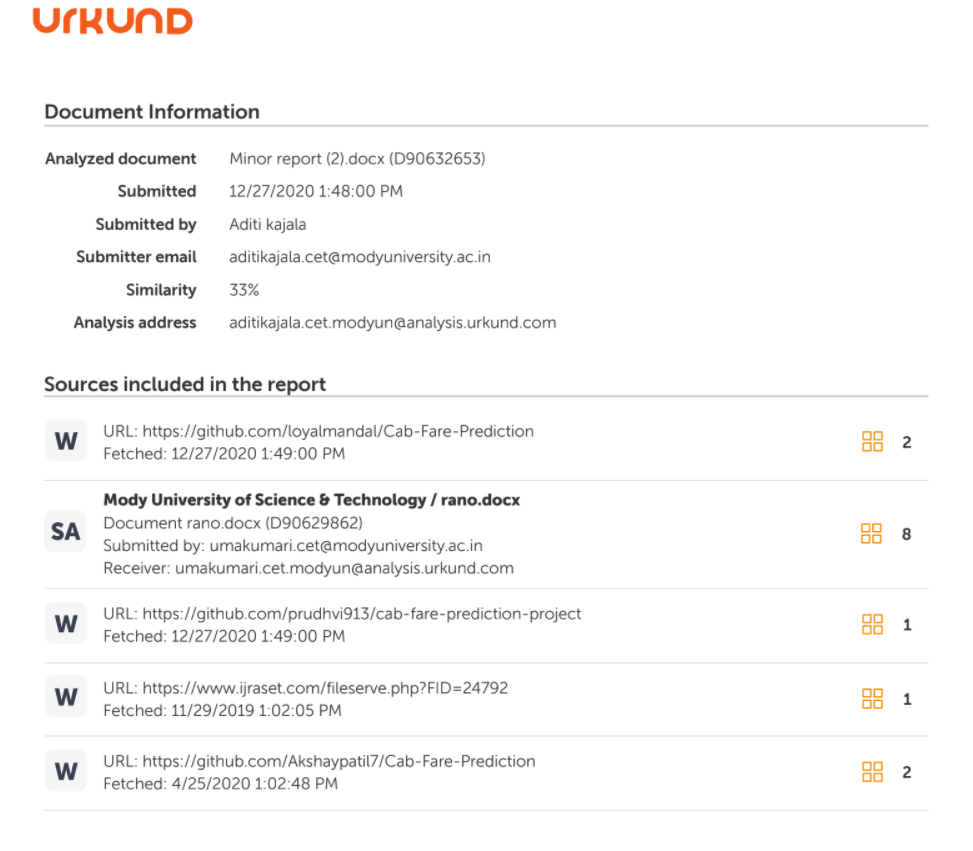 URKUND
Document Information
Analyzed document Minor report (2).docx (D90632653)
Submitted 12/27/2020 1:48:00 PM
Submitted by Aditi kajala
Submitter email aditikajala.cet@modyuniversity.ac.in
Similarity 33%
Analysis address aditikajala.cet.modyun@analysis.urkund.com
Sources included in the report
W URL: https://github.com/loyalmandal/Cab-Fare-Prediction 2
Fetched: 12/27/2020 1:49:00 PM
Mody University of Science & Technology / rano.docx
SA Document rano.docx (D90629862) 8
Submitted by: umakumari.cet@modyuniversity.ac.in
Receiver: umakumari.cet.modyun@analysis.urkund.com
W URL: https://github.com/prudhvi913/cab-fare-prediction-project 1
Fetched: 12/27/2020 1:49:00 PM
W URL: https://www.ijraset.com/fileserve.php?FID=24792 1
Fetched: 11/29/2019 1:02:05 PM
W URL: https://github.com/Akshaypatil7/Cab-Fare-Prediction 2
Fetched: 4/25/2020 1:02:48 PM